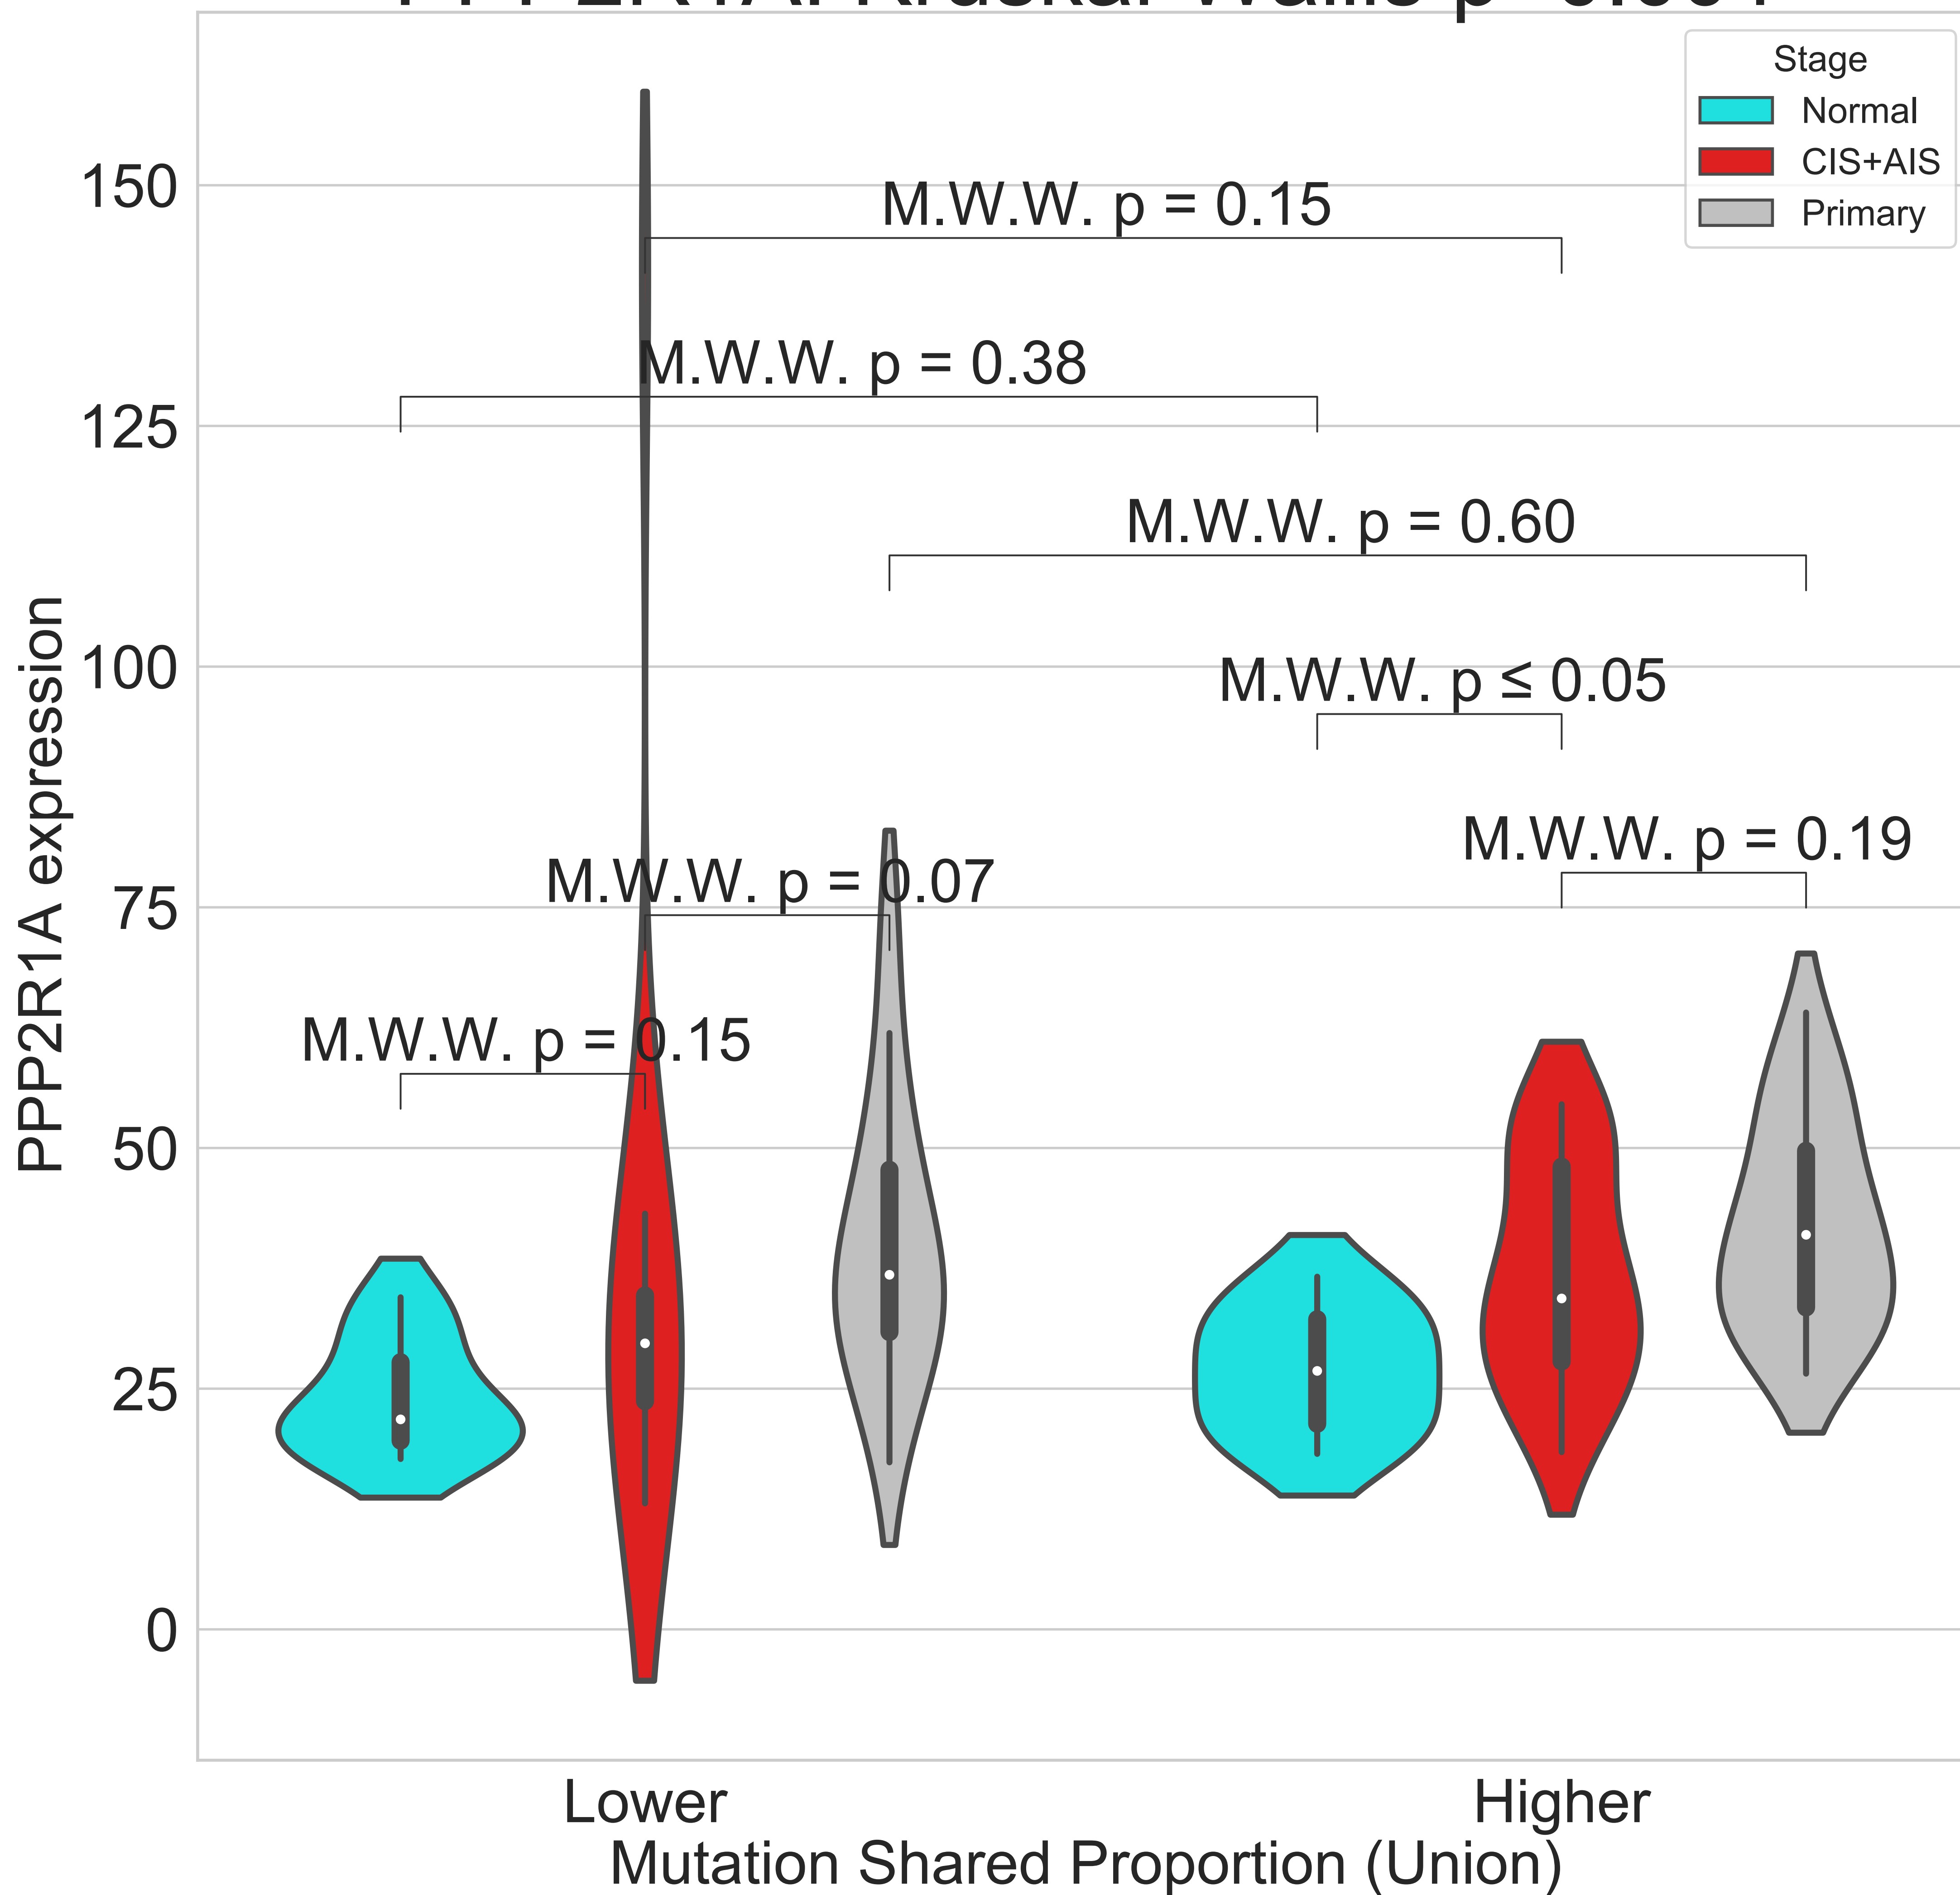 Stage
Normal
CIS+AIS
Primary
M.W.W. p = 0.15
M.W.W. p = 0.38
M.W.W. p = 0.60
M.W.W. p ≤ 0.05
M.W.W. p = 0.19
M.W.W. p = 0.07
M.W.W. p = 0.15
150
125
100
75
50
25
0
PPP2R1A expression
Lower
Higher
Mutation Shared Proportion (Union)